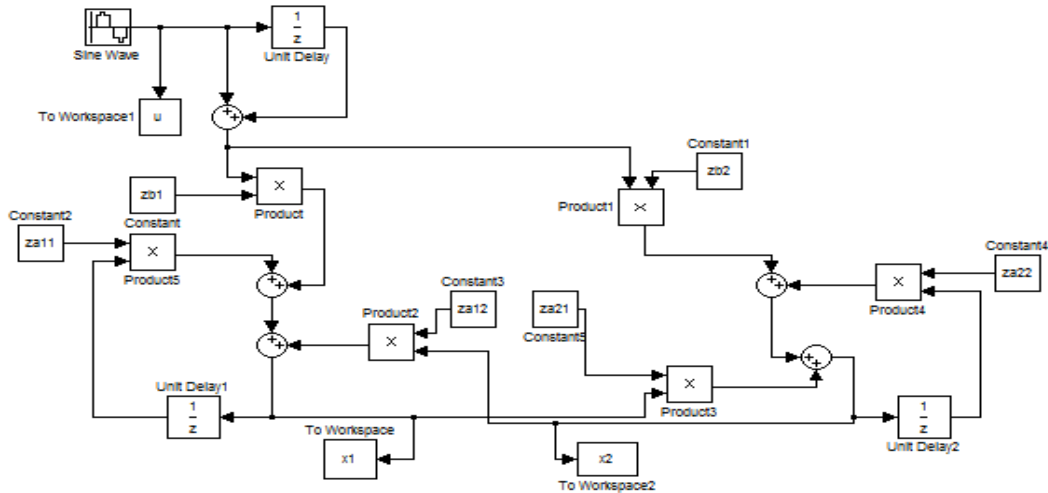 1
z
Sine Wave
Unit Delay
To Workspace1
u
Constant1
zb2
zb1
Product
Product1
Constant2
Constant
za11
Product5
Constant4
za22
Constant3
za12
za21
Product4
Product2
Constant5
Unit Delay1
1
z
Product3
1
z
Unit Delay2
To Workspace
x1
x2
To Workspace2